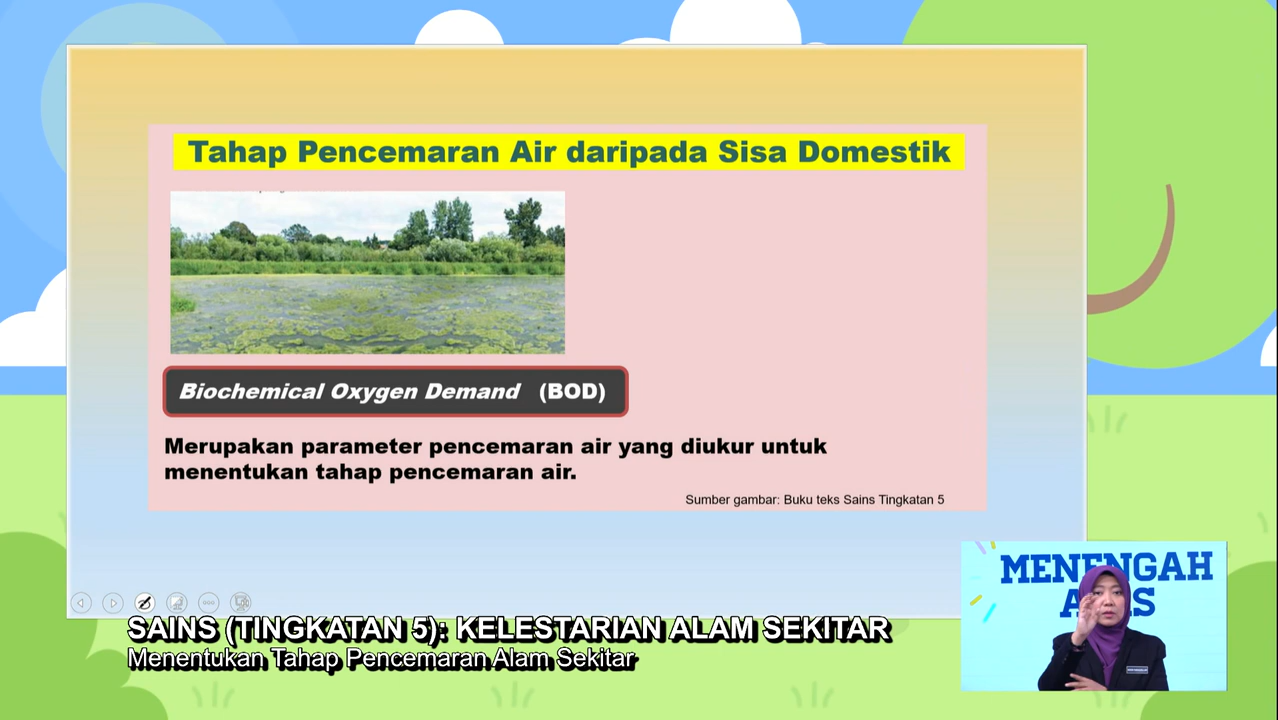 Tahap Pencemaran Air daripada Sisa Domestik
Biochemical Oxygen Demand (BOD)
Merupakan parameter pencemaran air yang diukur untuk
menentukan tahap pencemaran air.
Sumber gambar: Buku teks Sains Tingkatan 5
MENENGAH
SAINS (TINGKATAN 5): KELESTARIAN ALAM SEKITAR
Menentukan Tahap Pencemaran Alam Sekitar